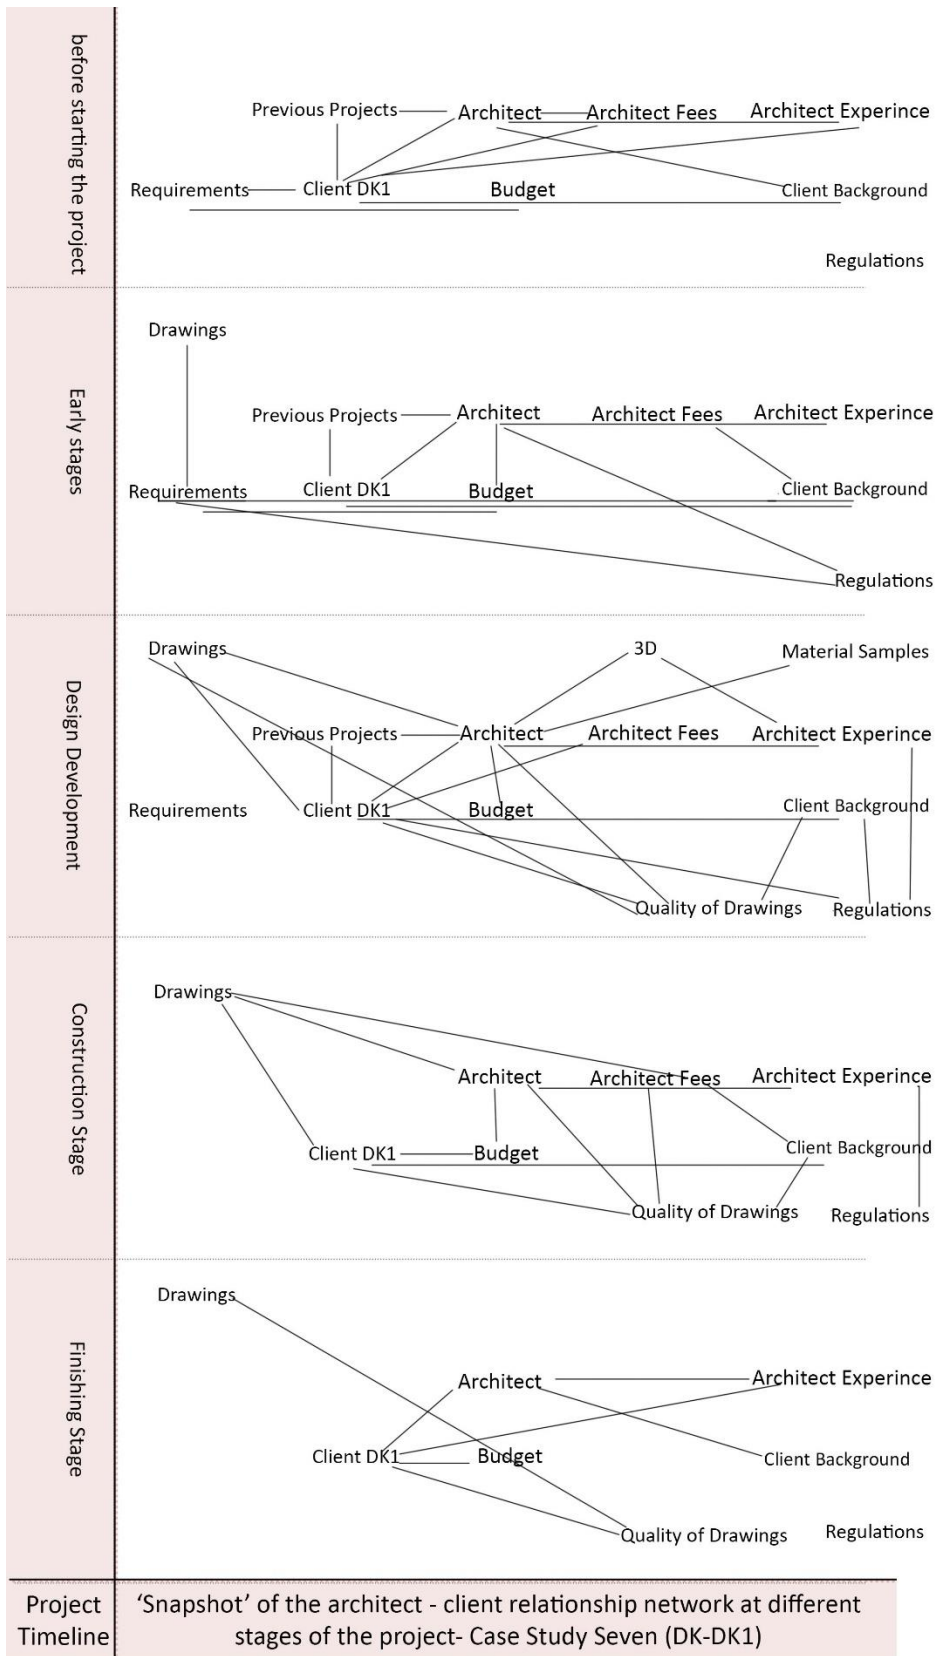 before starting the project
Previous Projects Architect Architect Fees Architect Experince
Requirements Client DK1 Budget Client Background
Regulations
Early stages
Drawings
Previous Projects Architect Architect Fees Architect Experince
Requirements Client DK1 Budget Client Background
Regulations
Design Development
Drawings 3D Material Samples
Previous Projects Architect Architect Fees Architect Experince
Requirements Client DK1 Budget Client Background
Quality of Drawings Regulations
Construction Stage
Drawings
Architect Architect Fees Architect Experince
Client DK1 Budget Client Background
Quality of Drawings Regulations
Finishing Stage
Drawings
Architect Architect Experince
Client DK1 Budget Client Background
Quality of Drawings Regulations
Project
Timeline
‘Snapshot’ of the architect - client relationship network at different
stages of the project- Case Study Seven (DK-DK1)